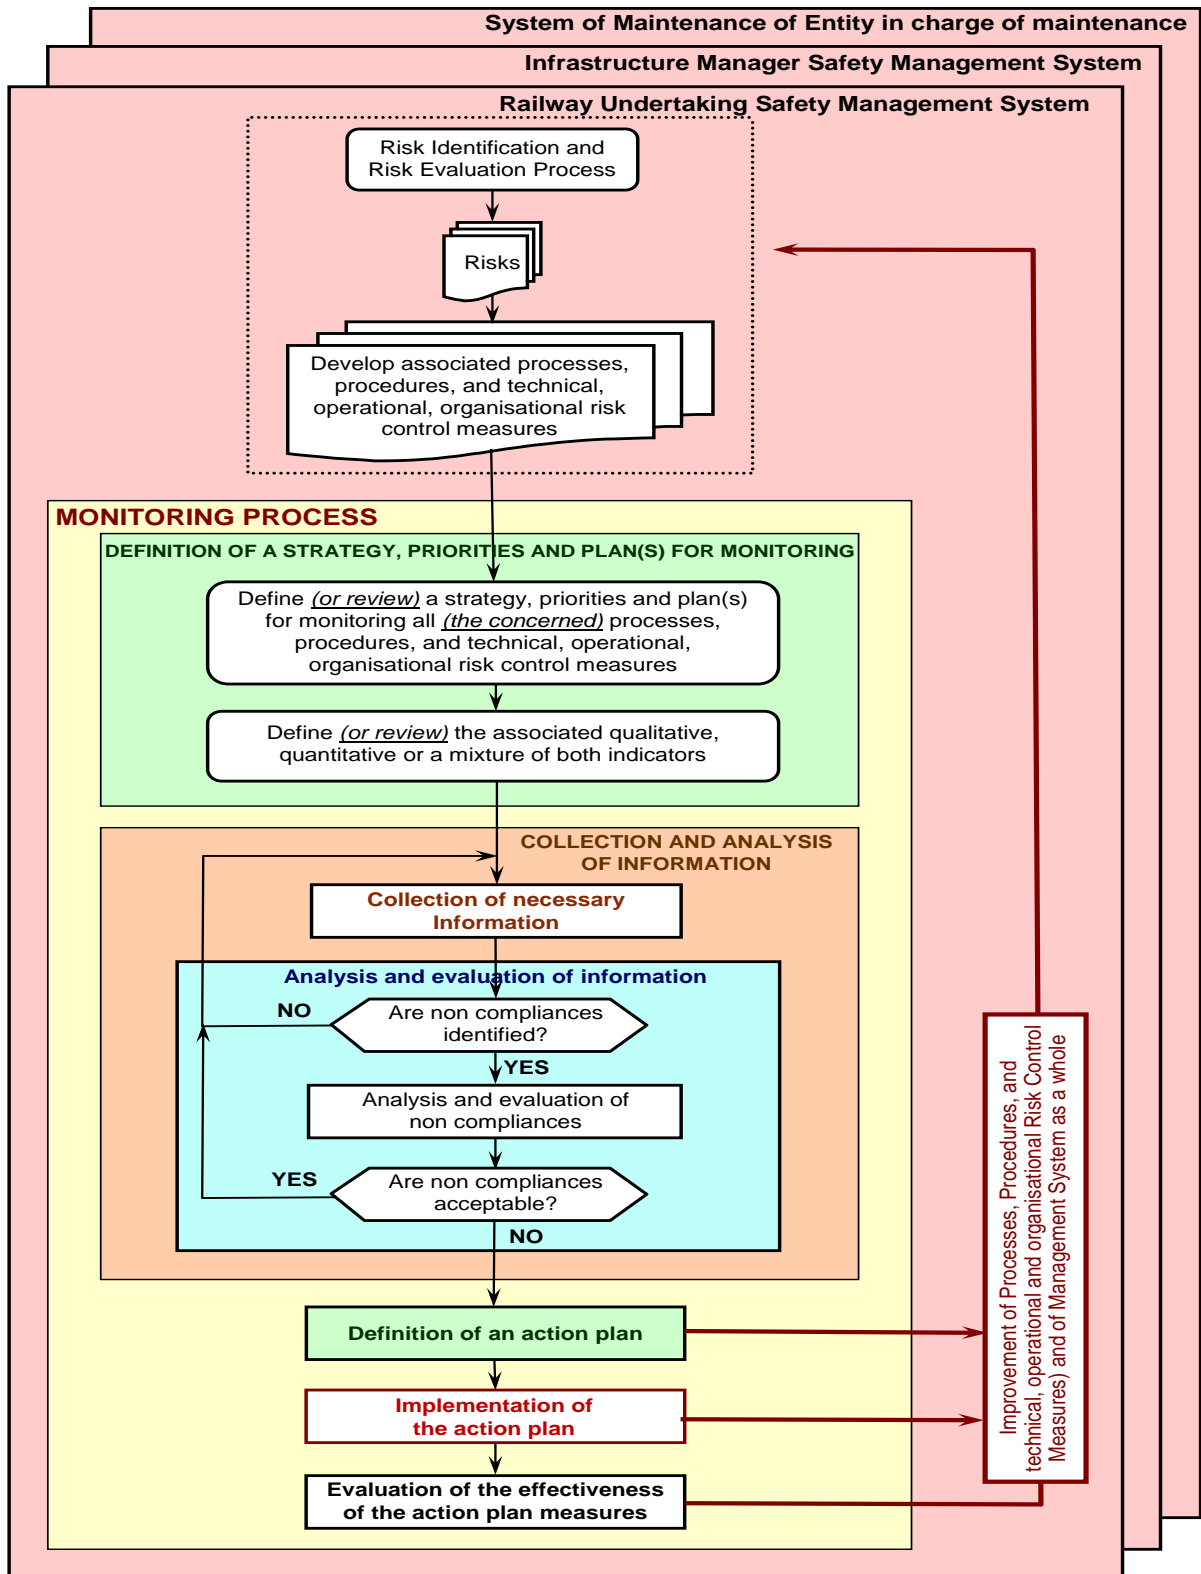 System of Maintenance of Entity in charge of maintenance
Infrastructure Manager Safety Management System
Railway Undertaking Safety Management System
Risk Identification and
Risk Evaluation Process
Risks
Develop associated processes,
procedures, and technical,
operational, organisational risk
control measures
MONITORING PROCESS
DEFINITION OF A STRATEGY, PRIORITIES AND PLAN(S) FOR MONITORING
Define (or review) a strategy, priorities and plan(s)
for monitoring all (the concerned) processes,
procedures, and technical, operational,
organisational risk control measures
Define (or review) the associated qualitative,
quantitative or a mixture of both indicators
COLLECTION AND ANALYSIS
OF INFORMATION
Collection of necessary
Information
Analysis and evaluation of information
NO
Are non compliances
identified?
YES
Analysis and evaluation of
non compliances
YES
Are non compliances
acceptable?
NO
Definition of an action plan
Implementation of
the action plan
Evaluation of the effectiveness
of the action plan measures
Improvement of Processes, Procedures, and
technical, operational and organisational Risk Control
Measures) and of Management System as a whole